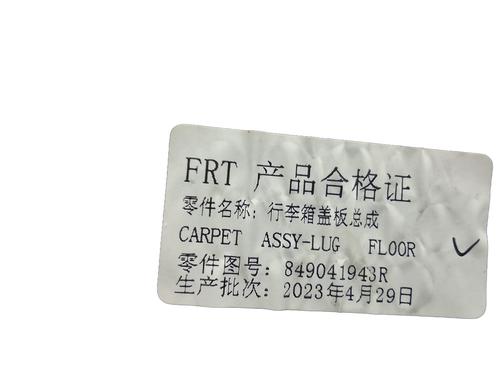 FRT 产品合格证
零件名称: 行李箱盖板总成
CARPET ASSY-LUG FLOOR
零件图号: 849041943R
生产批次: 2023年4月29日